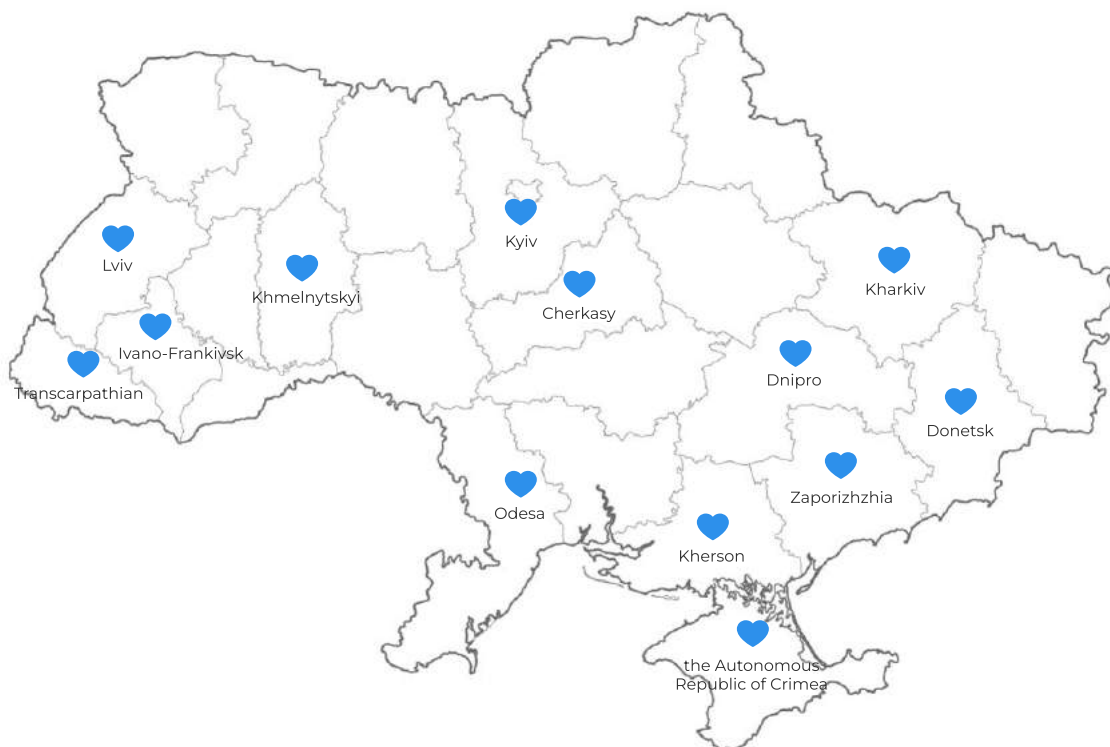 Kyiv
Lviv
Khmelnytskyi
Kharkiv
Cherkasy
Ivano-Frankivsk
Transcarpathian
Dnipro
Donetsk
Zaporizhzhia
Odesa
Kherson
the Autonomous
Republic of Crimea